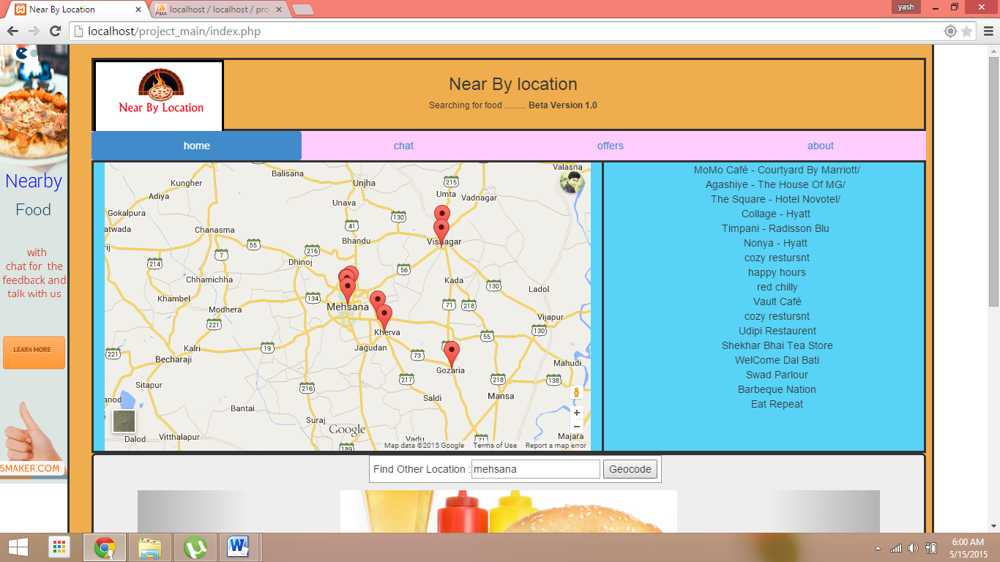 Near By Location
localhost / localhost / proj
yash
localhost/project_main/index.php
Near By Location
Near By location
Searching for food .......... Beta Version 1.0
home
chat
offers
about
Nearby
Food
with
chat for the
feedback and
talk with us
LEARN MORE
5MAKER.COM
Balisana
Valasna
Kungher
Unjha
215
Adiya
Umta
Vadnagar
Unava
Gokalpura
130
atwada
Chanasma
41
Visnagar
rij
55
Bhandu
7
216
214
Dhinoj
56
Chhamichha
Kada
130
Ladol
Khambel
134
Mehsana
71
218
Modhera
221
Vijapur
130
Kherva
55
Kalri
19
Jagudan
221
Becharaji
73
Mahudi
Gozaria
Sitapur
217
218
138
216
anod
Saldi
Mansa
Bantai
Suraj
Google
Dalod
Vitthalapur
Vadu
71
Majara
189
Map data ©2015 Google
Terms of Use
Report a map error
MoMo Café - Courtyard By Marriott/
Agashiye - The House Of MG/
The Square - Hotel Novotel/
Collage - Hyatt
Timpani - Radisson Blu
Nonya - Hyatt
cozy restursnt
happy hours
red chilly
Vault Café
cozy restursnt
Udipi Restaurent
Shekhar Bhai Tea Store
WelCome Dal Bati
Swad Parlour
Barbeque Nation
Eat Repeat
Find Other Location : mehsana Geocode
6:00 AM
5/15/2015